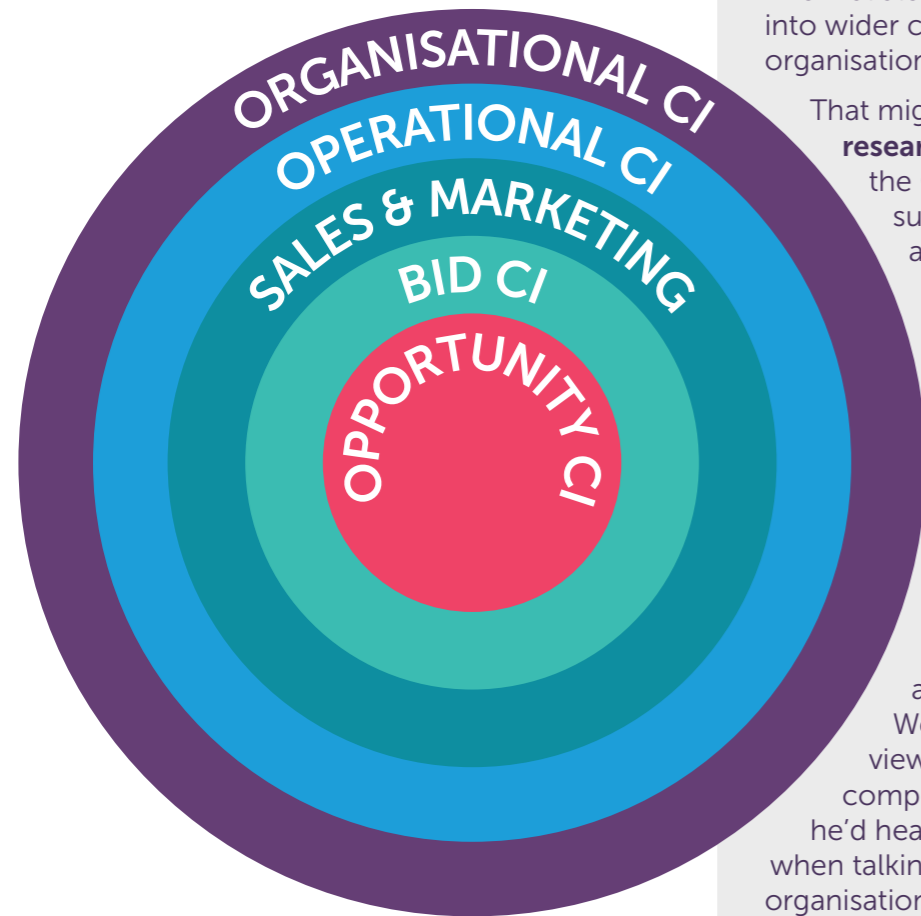 ORGANISATIONAL CI
OPERATIONAL CI
SALES & MARKETING
BID CI
OPPORTUNITY CI
into wider c
organisation
That mig
resear
the
su
a
a
W
view
comp
he'd hea
when talkin
organisation